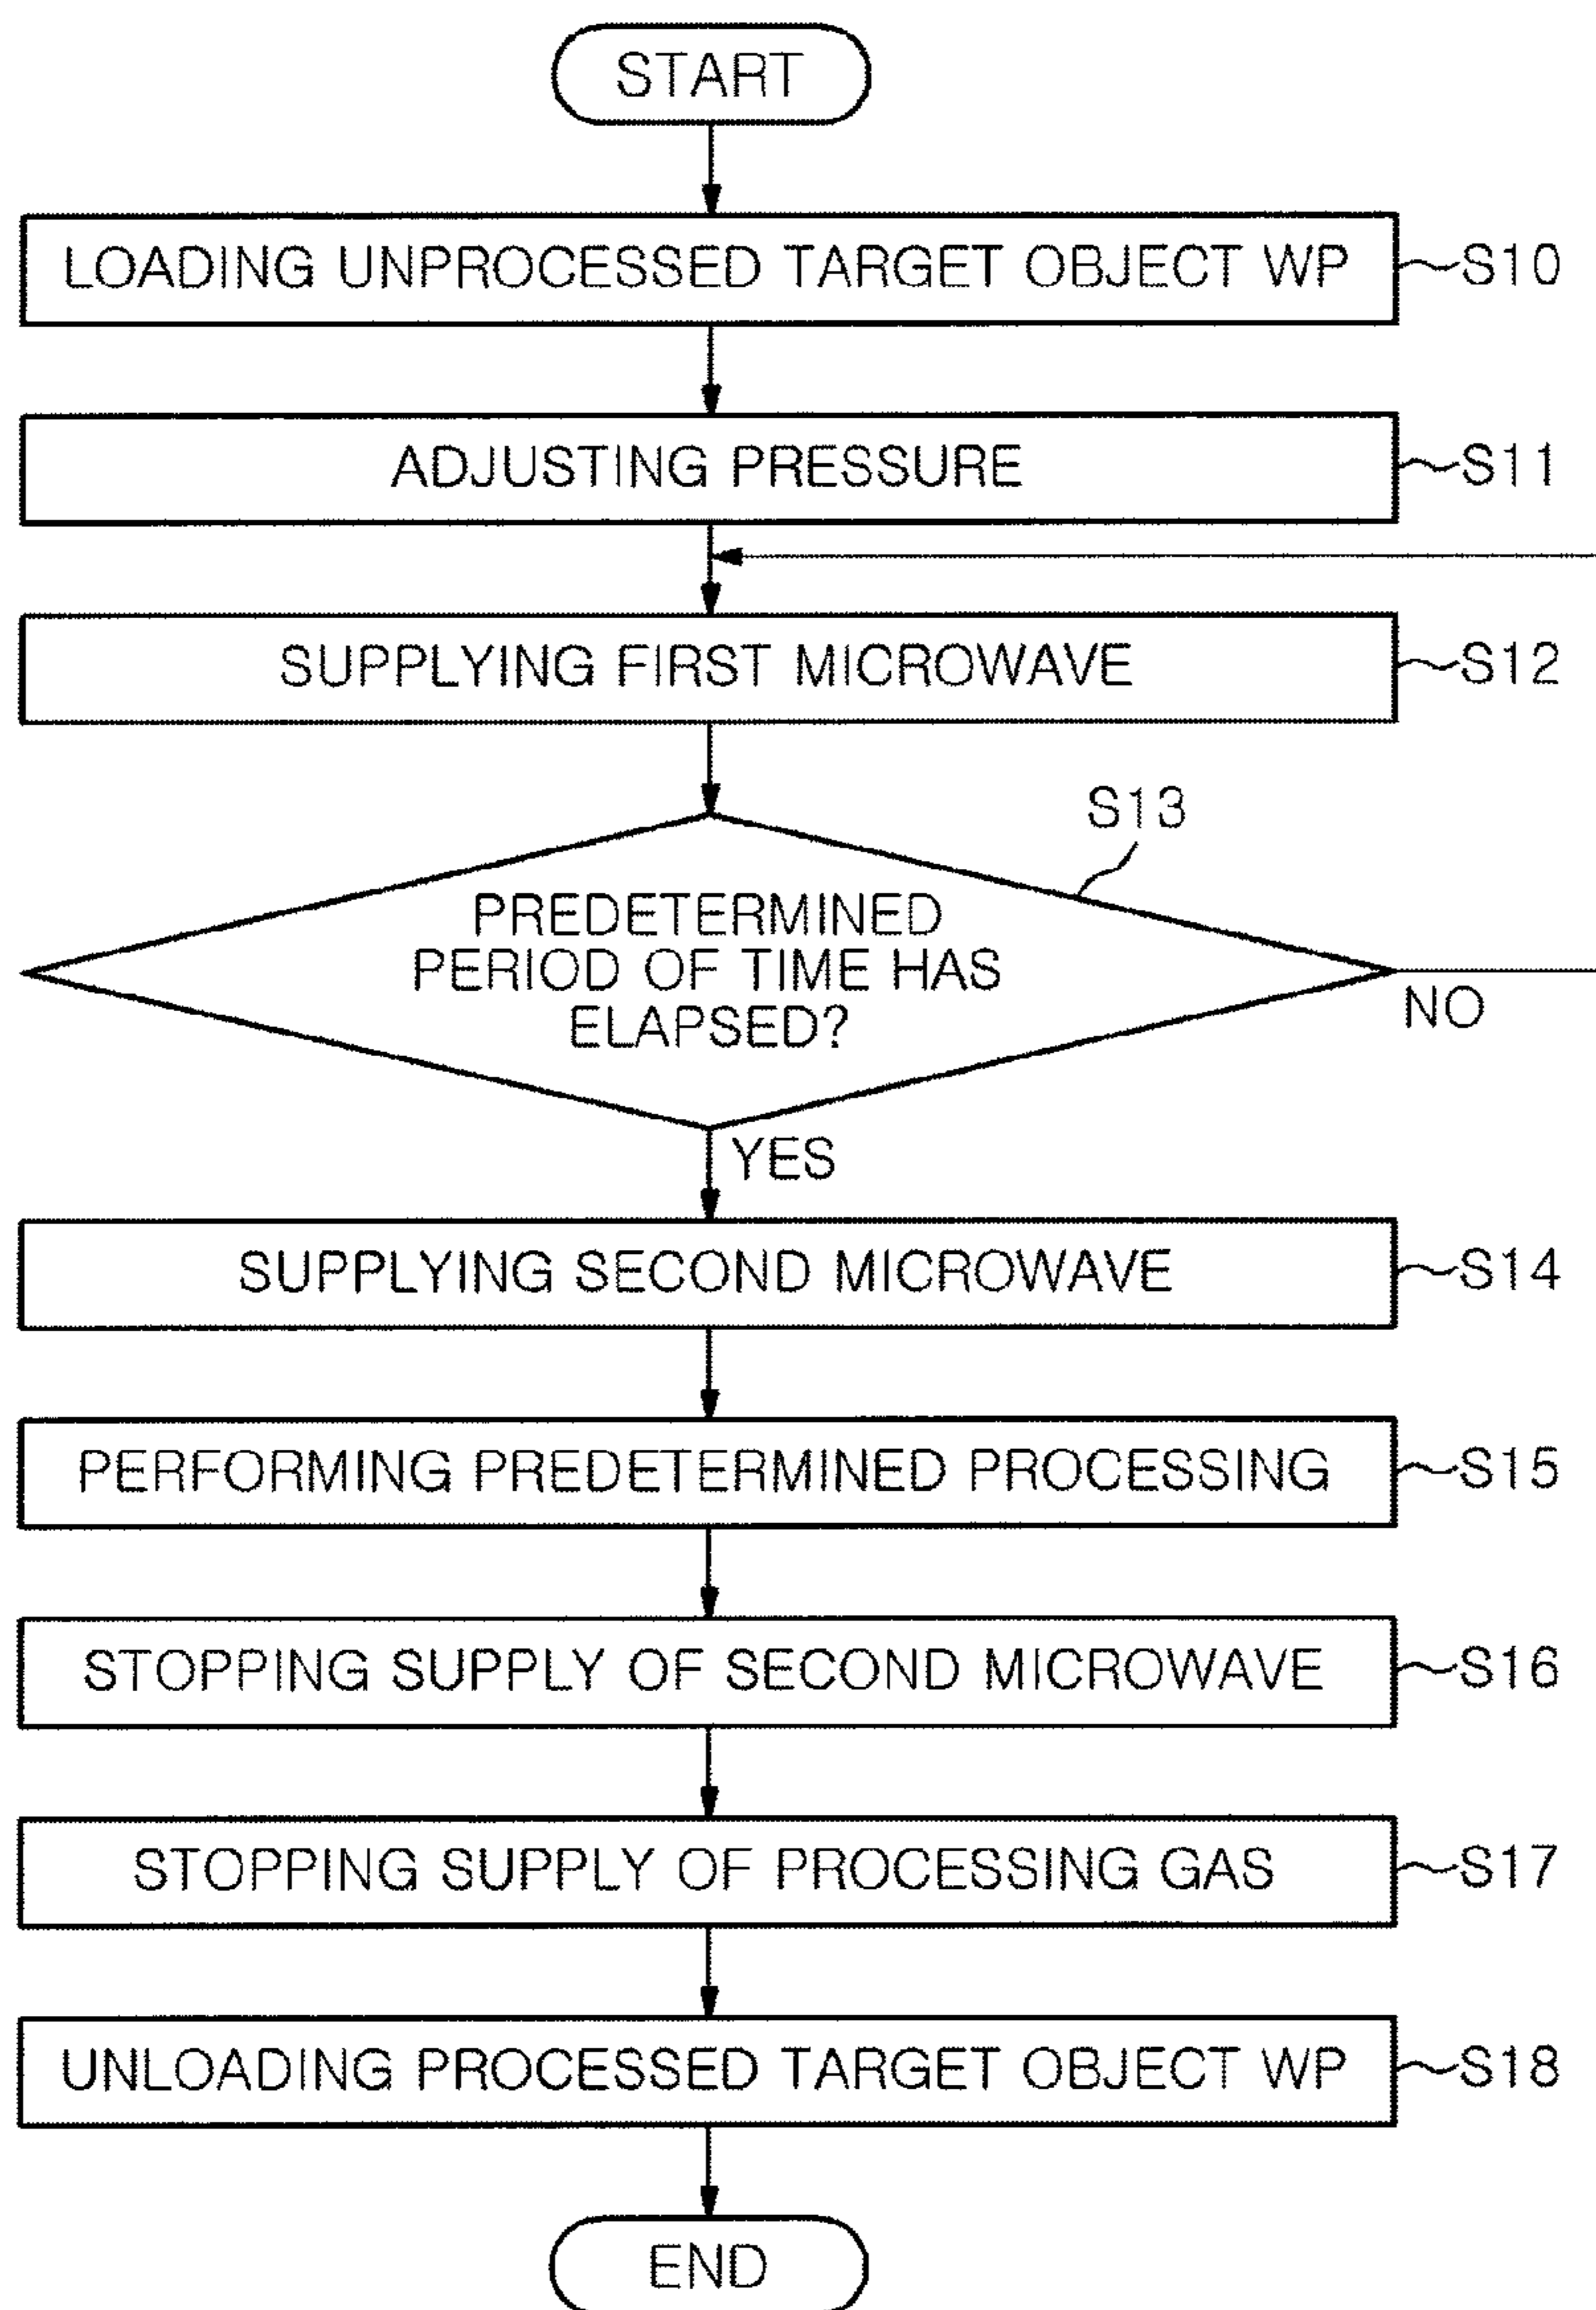 START
LOADING UNPROCESSED TARGET OBJECT WP
S10
ADJUSTING PRESSURE
S11
SUPPLYING FIRST MICROWAVE
S12
S13
PREDETERMINED
PERIOD OF TIME HAS
ELAPSED?
NO
YES
SUPPLYING SECOND MICROWAVE
S14
PERFORMING PREDETERMINED PROCESSING
S15
STOPPING SUPPLY OF SECOND MICROWAVE
S16
STOPPING SUPPLY OF PROCESSING GAS
S17
UNLOADING PROCESSED TARGET OBJECT WP
S18
END